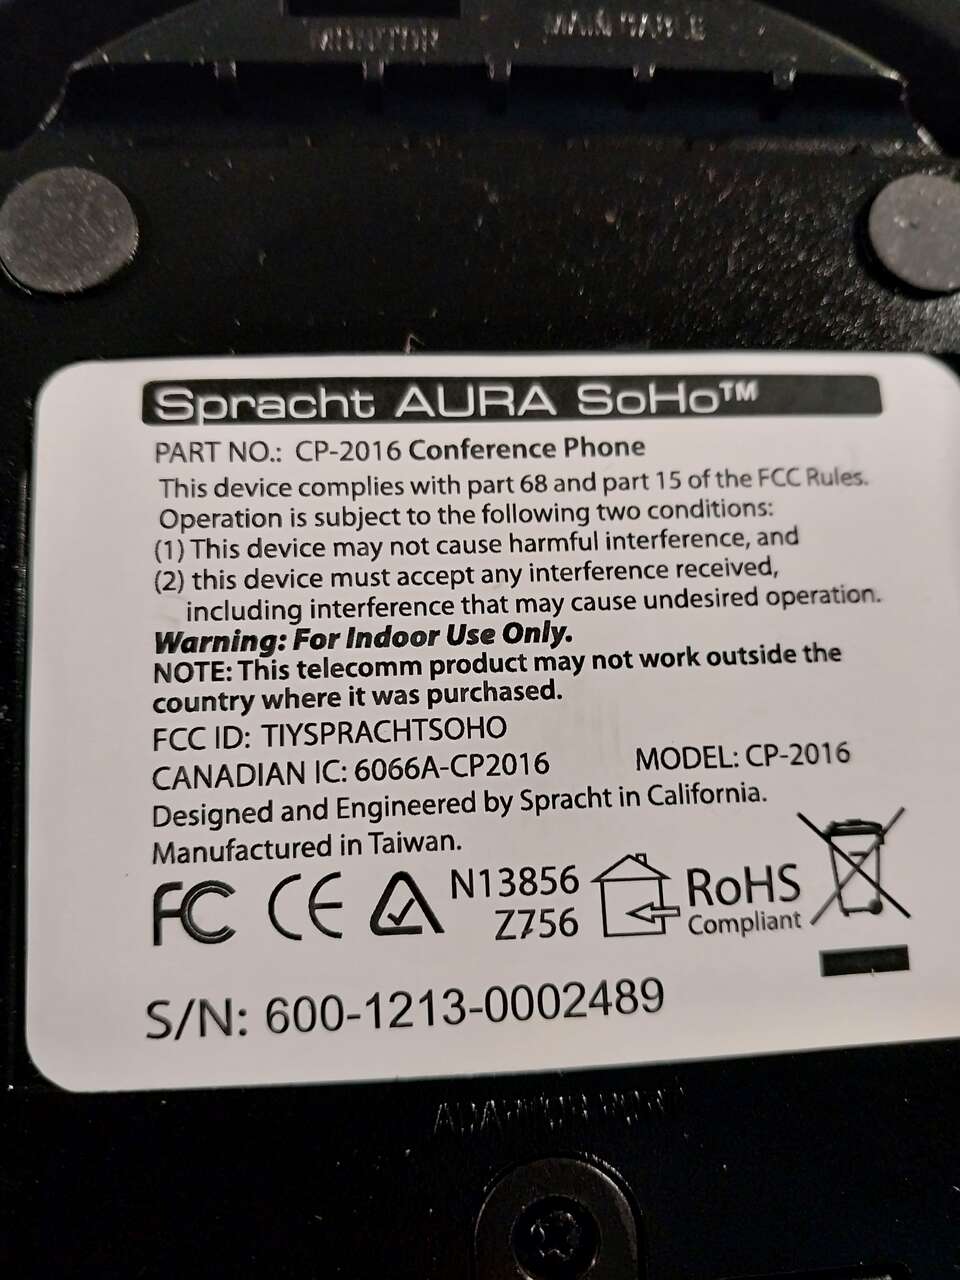 Spracht AURA SoHo™
PART NO.: CP-2016 Conference Phone
This device complies with part 68 and part 15 of the FCC Rules.
Operation is subject to the following two conditions:
(1) This device may not cause harmful interference, and
(2) this device must accept any interference received,
including interference that may cause undesired operation.
Warning: For Indoor Use Only.
NOTE: This telecomm product may not work outside the
country where it was purchased.
FCC ID: TIYSPRACHTSOHO
CANADIAN IC: 6066A-CP2016 MODEL: CP-2016
Designed and Engineered by Spracht in California.
Manufactured in Taiwan.
FC CE N13856 RoHS
Z756 Compliant
S/N: 600-1213-0002489